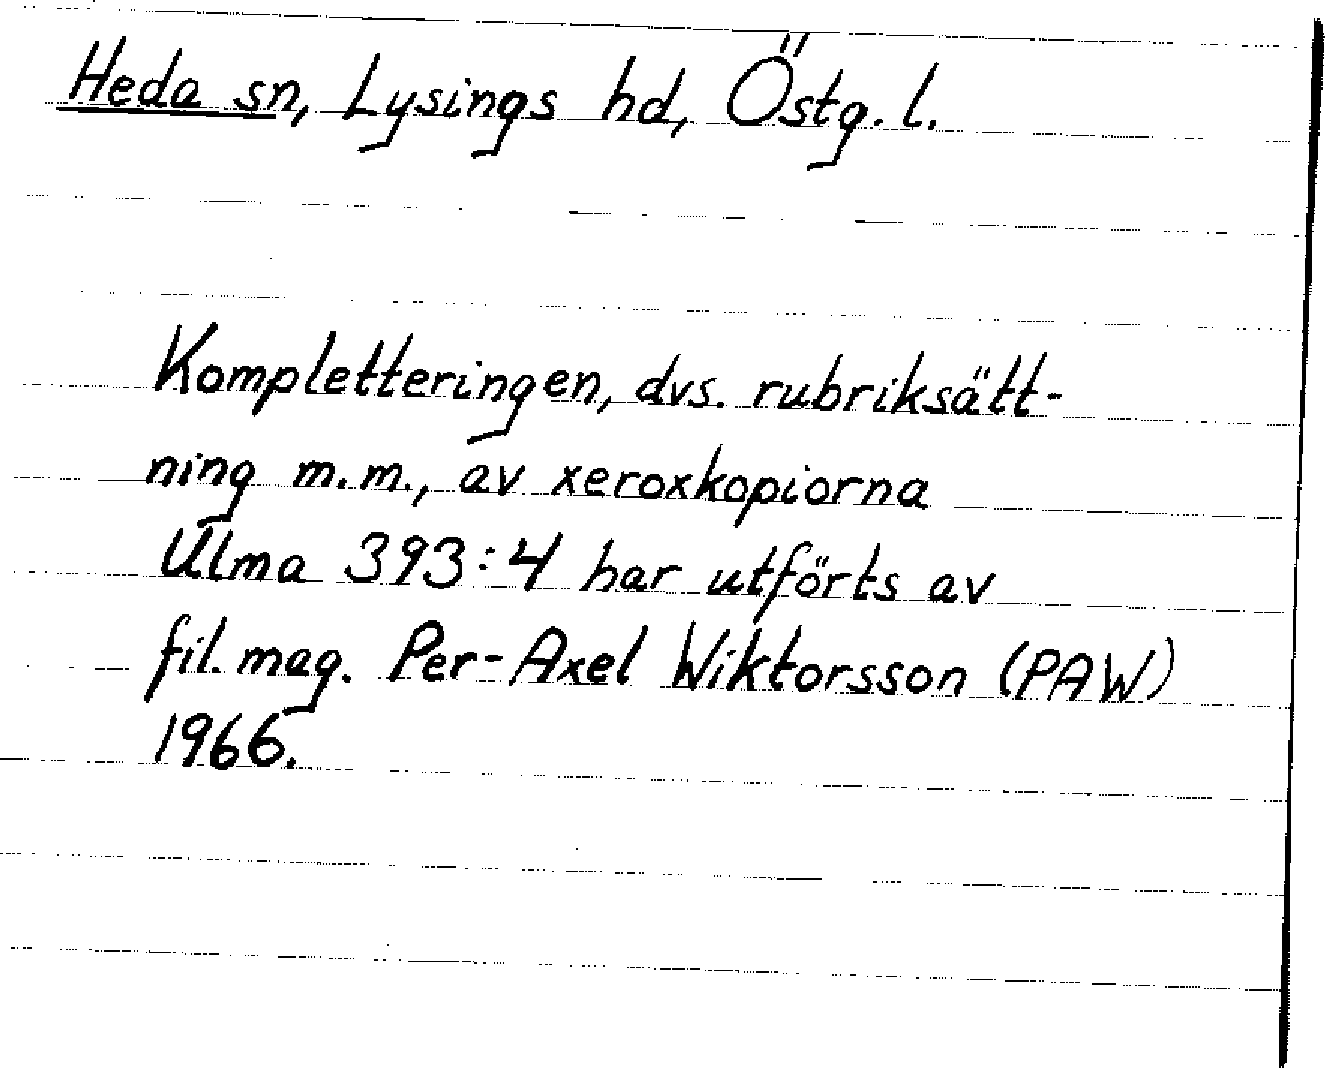 Heda sn, Lysings hd, Östg. l.
Kompletteringen, dvs. rubriksätt-
ning m.m., av xeroxkopiorna
Ulma 393:4 har utförts av
fil. mag. Per-Axel Wiktorsson (PAW)
1966.